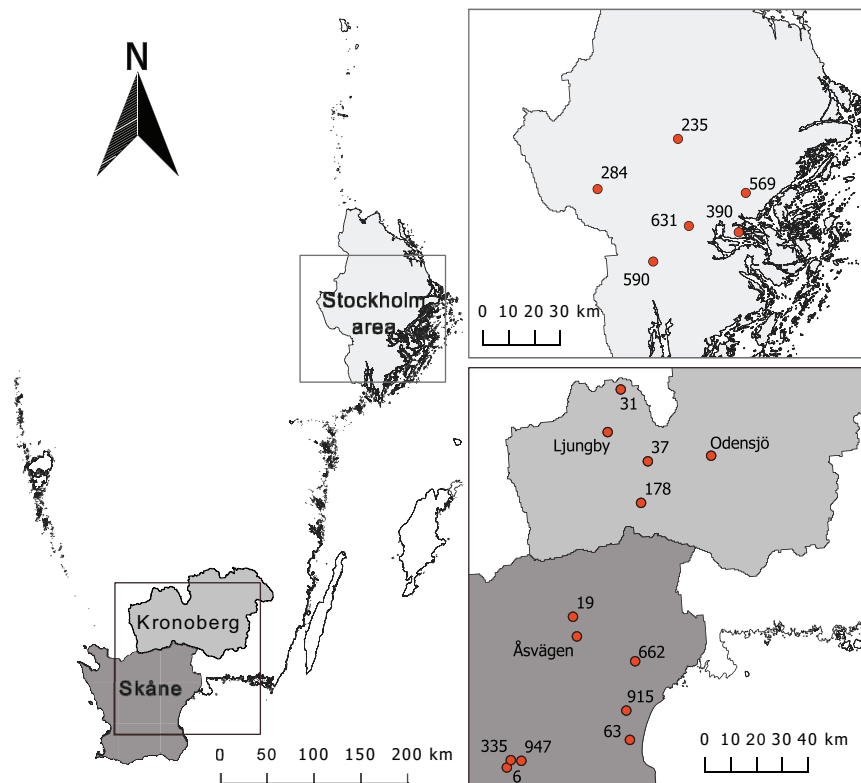 N
Stockholm
area
Kronoberg
Skåne
0 50 100 150 200 km
235
284
569
631
390
590
0 10 20 30 km
31
Ljungby
37
Odensjö
178
19
Åsvägen
662
915
63
335
947
6
0 10 20 30 40 km